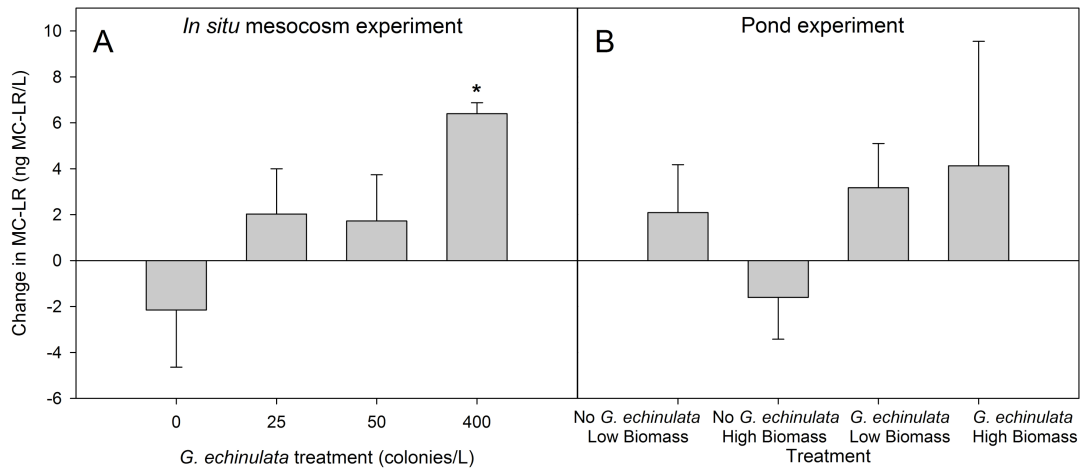 In situ mesocosm experiment
A
Pond experiment
B
Change in MC-LR (ng MC-LR/L)
10
8
6
4
2
0
-2
-4
-6
*
0 25 50 400
G. echinulata treatment (colonies/L)
No G. echinulata
Low Biomass
No G. echinulata
High Biomass
G. echinulata
Low Biomass
G. echinulata
High Biomass
Treatment